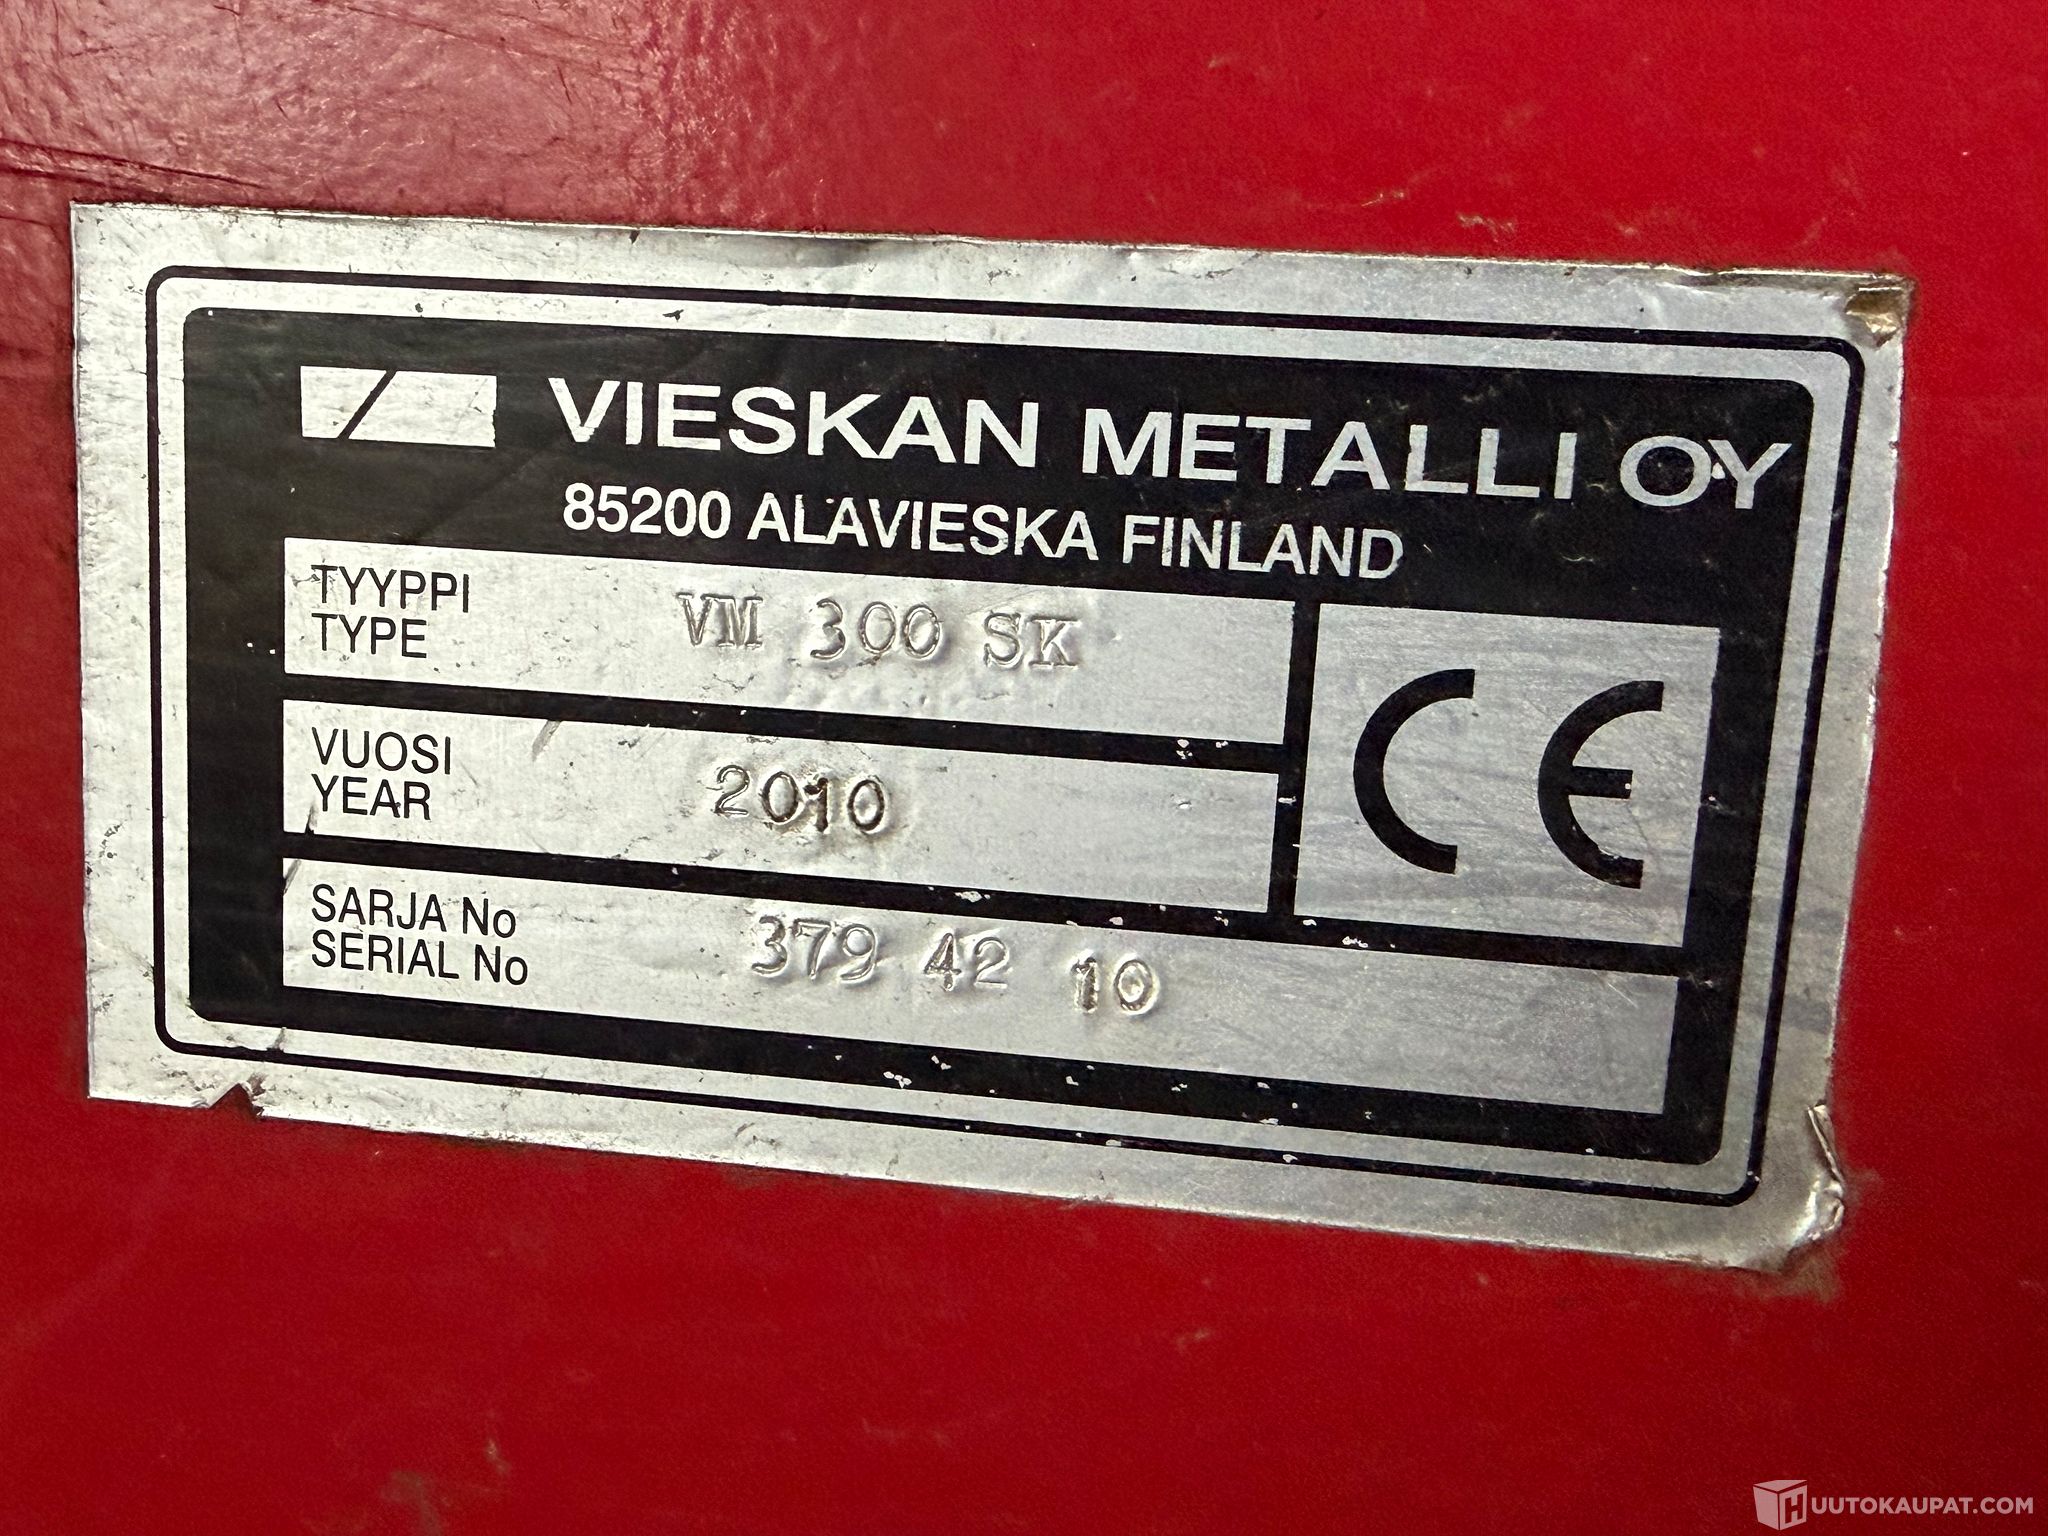 VIESKAN METALLI OY
85200 ALAVIESKA FINLAND
TYYPPI
TYPE
VM 300 SK
VUOSI
YEAR
2010
SARJA No
SERIAL No
379 42 10
CE
HUUTOKAUPAT.COM